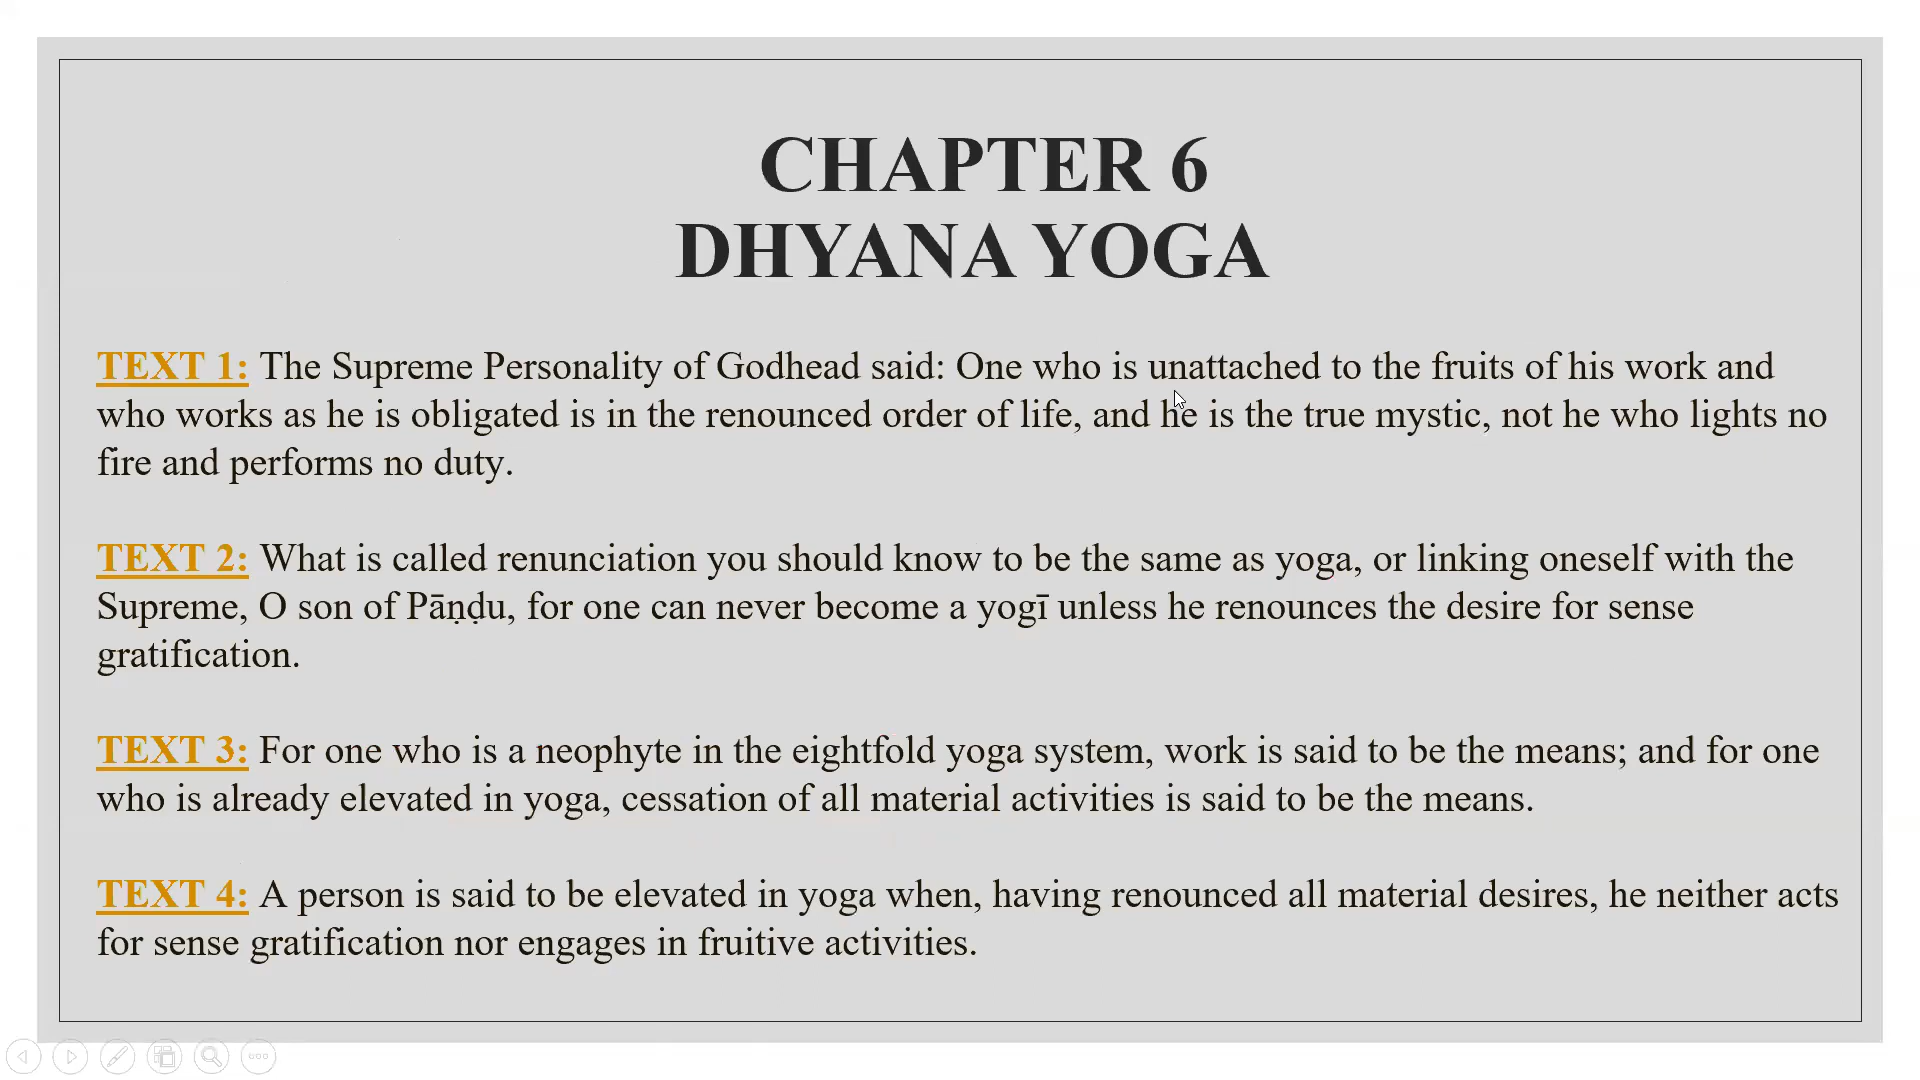 CHAPTER 6
DHYANA YOGA
TEXT 1: The Supreme Personality of Godhead said: One who is unattached to the fruits of his work and
who works as he is obligated is in the renounced order of life, and he is the true mystic, not he who lights no
fire and performs no duty.
TEXT 2: What is called renunciation you should know to be the same as yoga, or linking oneself with the
Supreme, O son of Pāṇḍu, for one can never become a yogī unless he renounces the desire for sense
gratification.
TEXT 3: For one who is a neophyte in the eightfold yoga system, work is said to be the means; and for one
who is already elevated in yoga, cessation of all material activities is said to be the means.
TEXT 4: A person is said to be elevated in yoga when, having renounced all material desires, he neither acts
for sense gratification nor engages in fruitive activities.